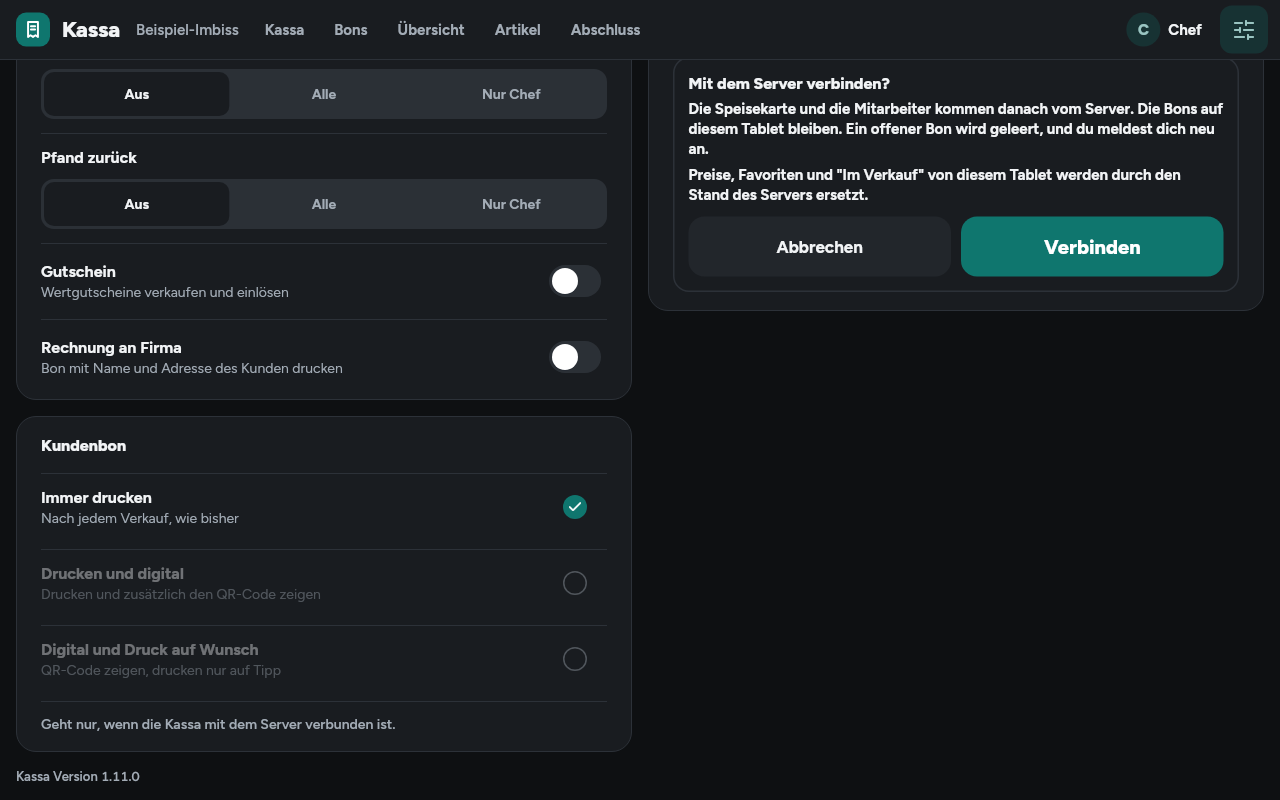 Kassa Beispiel-Imbiss Kassa Bons Übersicht Artikel Abschluss C Chef
Aus Alle Nur Chef
Pfand zurück
Aus Alle Nur Chef
Gutschein
Wertgutscheine verkaufen und einlösen
Rechnung an Firma
Bon mit Name und Adresse des Kunden drucken
Kundenbon
Immer drucken
Nach jedem Verkauf, wie bisher
Drucken und digital
Drucken und zusätzlich den QR-Code zeigen
Digital und Druck auf Wunsch
QR-Code zeigen, drucken nur auf Tipp
Geht nur, wenn die Kassa mit dem Server verbunden ist.
Kassa Version 1.11.0
Mit dem Server verbinden?
Die Speisekarte und die Mitarbeiter kommen danach vom Server. Die Bons auf
diesem Tablet bleiben. Ein offener Bon wird geleert, und du meldest dich neu
an.
Preise, Favoriten und "Im Verkauf" von diesem Tablet werden durch den
Stand des Servers ersetzt.
Abbrechen Verbinden